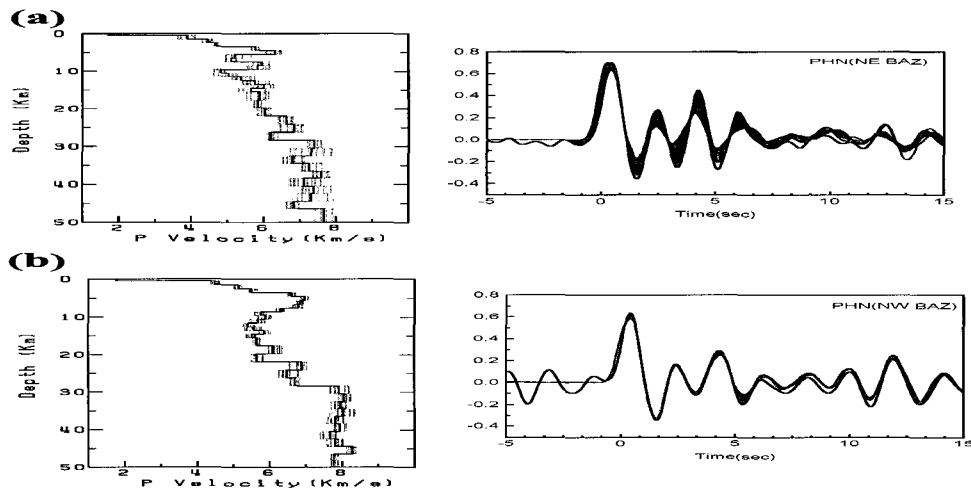 (a)
0
10
20
30
40
50
Depth (Km)
2 4 6 8
P Velocity(Km/s)
PHN(NE BAZ)
0.8
0.6
0.4
0.2
0.0
-0.2
-0.4
-5 0 5 10 15
Time(sec)
(b)
0
10
20
30
40
50
Depth (Km)
2 4 6 8
P Velocity(Km/s)
PHN(NW BAZ)
0.8
0.6
0.4
0.2
0.0
-0.2
-0.4
-5 0 5 10 15
Time(sec)